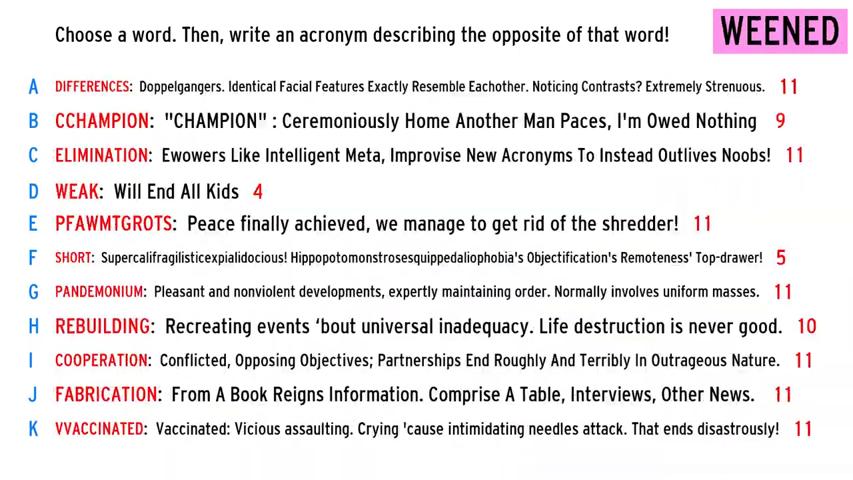 Choose a word. Then, write an acronym describing the opposite of that word!
WEENED
A DIFFERENCES: Doppelgangers. Identical Facial Features Exactly Resemble Eachother. Noticing Contrasts? Extremely Strenuous. 11
B CCHAMPION: "CHAMPION" : Ceremoniously Home Another Man Paces, I'm Owed Nothing 9
C ELIMINATION: Ewowers Like Intelligent Meta, Improvise New Acronyms To Instead Outlives Noobs! 11
D WEAK: Will End All Kids 4
E PFAWMTGROTS: Peace finally achieved, we manage to get rid of the shredder! 11
F SHORT: Supercalifragilisticexpialidocious! Hippopotomonstrosesquippedaliophobia's Objectification's Remoteness' Top-drawer! 5
G PANDEMONIUM: Pleasant and nonviolent developments, expertly maintaining order. Normally involves uniform masses. 11
H REBUILDING: Recreating events ‘bout universal inadequacy. Life destruction is never good. 10
I COOPERATION: Conflicted, Opposing Objectives; Partnerships End Roughly And Terribly In Outrageous Nature. 11
J FABRICATION: From A Book Reigns Information. Comprise A Table, Interviews, Other News. 11
K VVACCINATED: Vaccinated: Vicious assaulting. Crying 'cause intimidating needles attack. That ends disastrously! 11